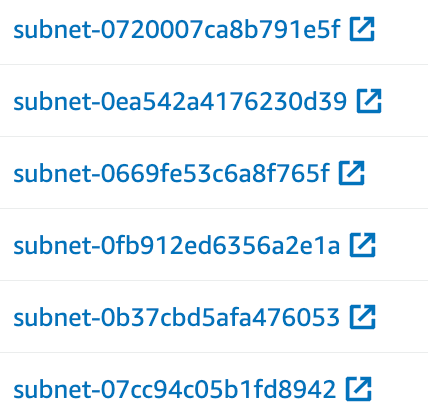 subnet-0720007ca8b791e5f
subnet-0ea542a4176230d39
subnet-0669fe53c6a8f765f
subnet-0fb912ed6356a2e1a
subnet-0b37cbd5afa476053
subnet-07cc94c05b1fd8942